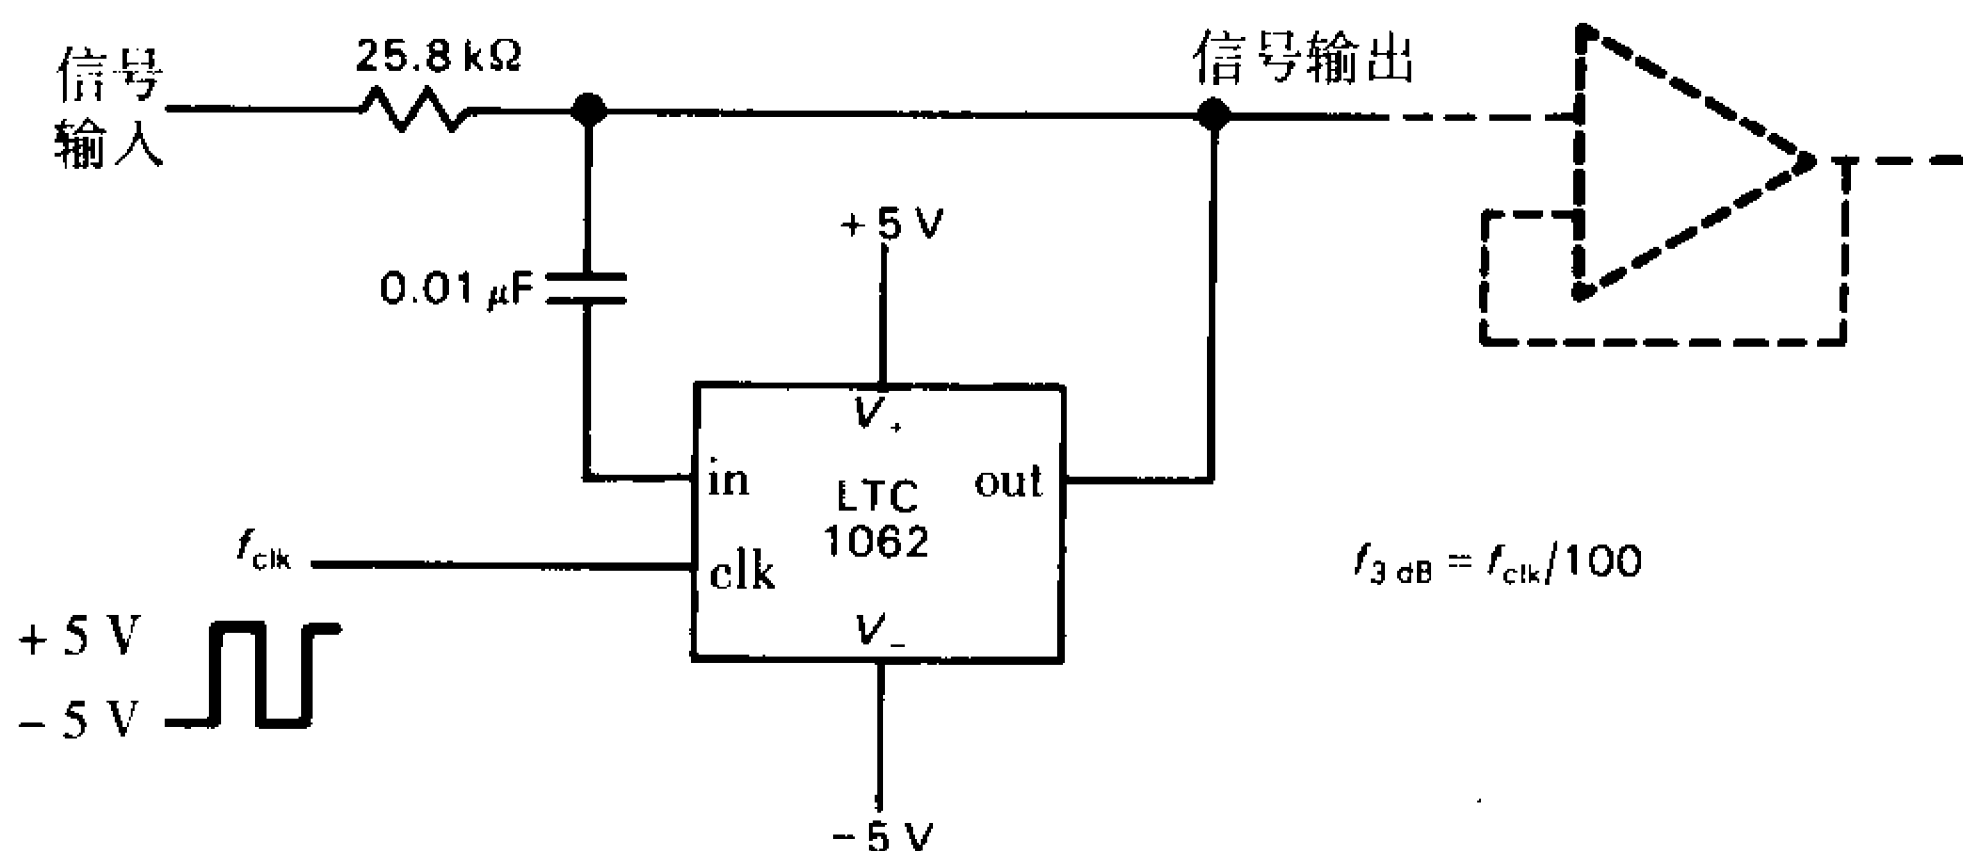 信号
输入
25.8 kΩ
信号输出
+5 V
0.01 μF
V+
in
LTC
1062
out
fclk
clk
f3 dB = fclk/100
V−
+5 V
−5 V
−5 V